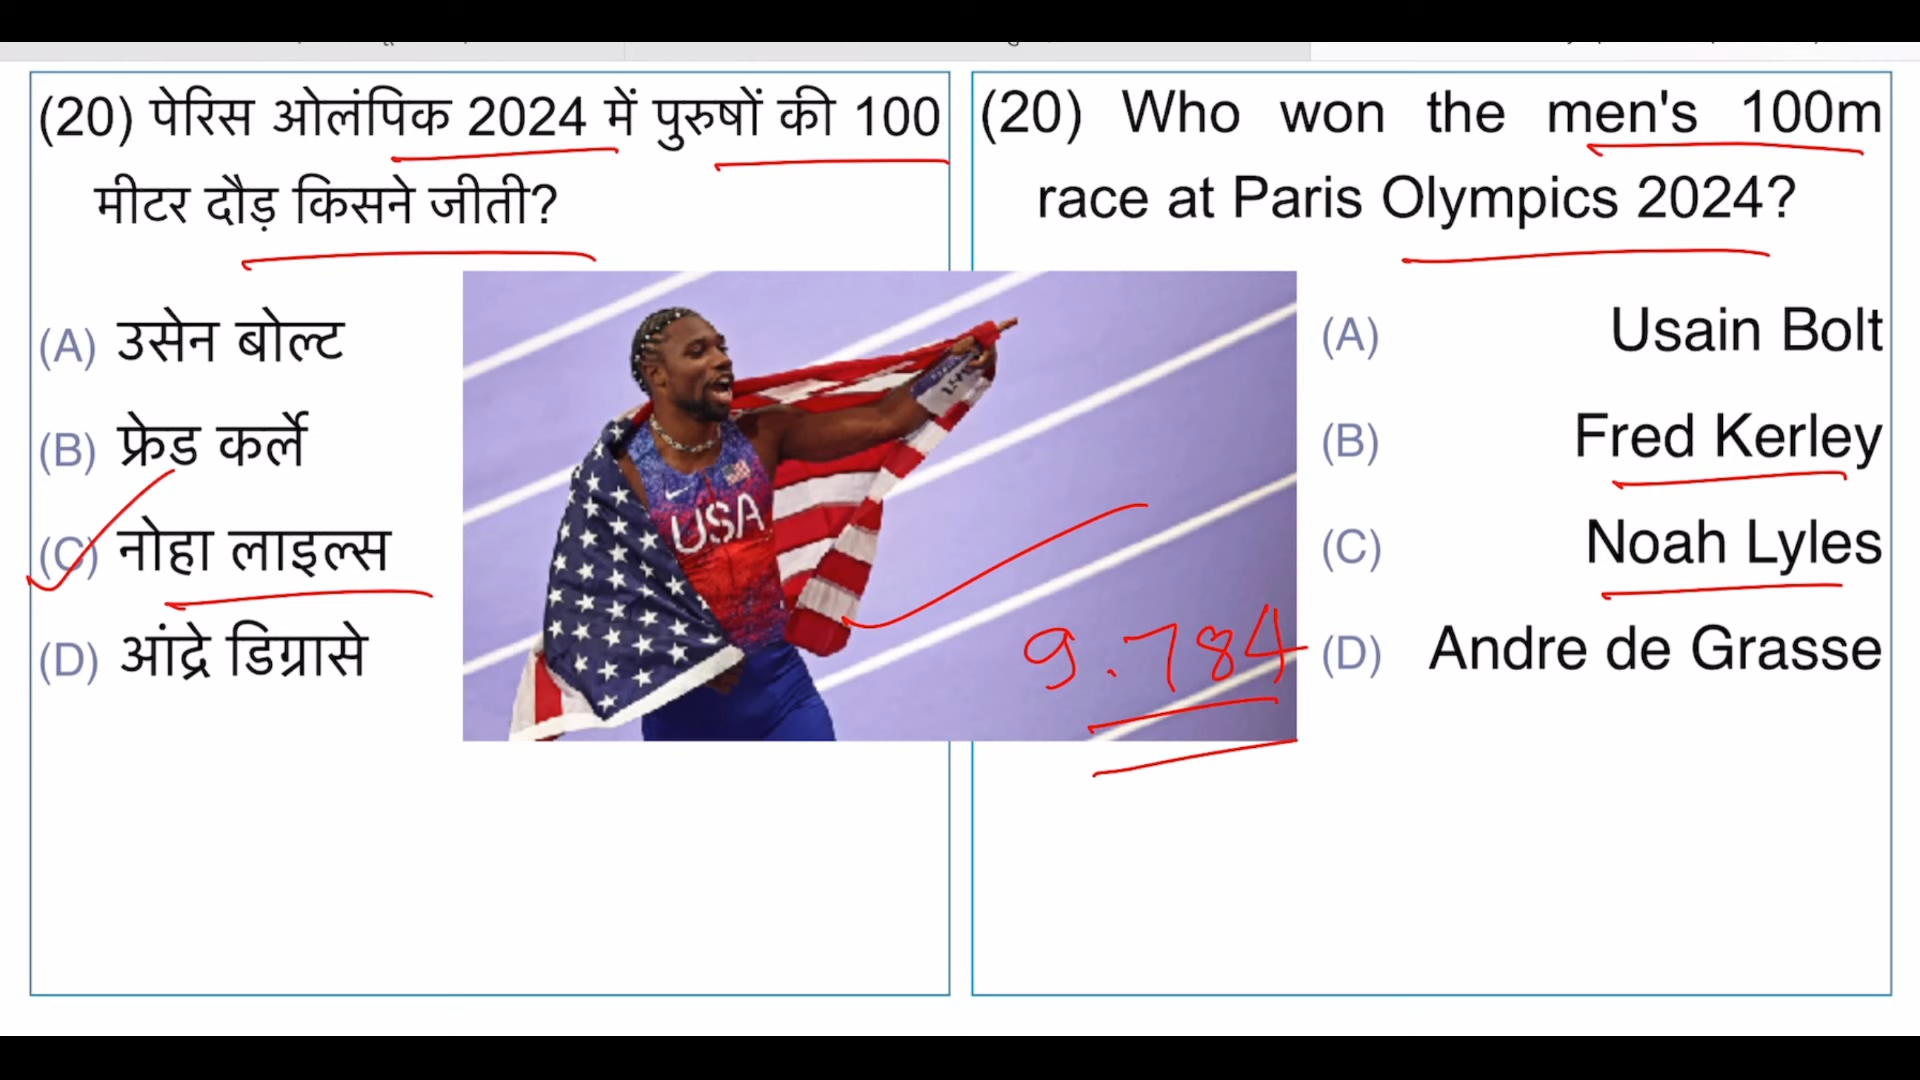 (20) पेरिस ओलंपिक 2024 में पुरुषों की 100
मीटर दौड़ किसने जीती?
(A) उसेन बोल्ट
(B) फ्रेड कर्ले
(C) नोहा लाइल्स
(D) आंद्रे डिग्रासे
USA
9.784
(20) Who won the men's 100m
race at Paris Olympics 2024?
(A) Usain Bolt
(B) Fred Kerley
(C) Noah Lyles
(D) Andre de Grasse